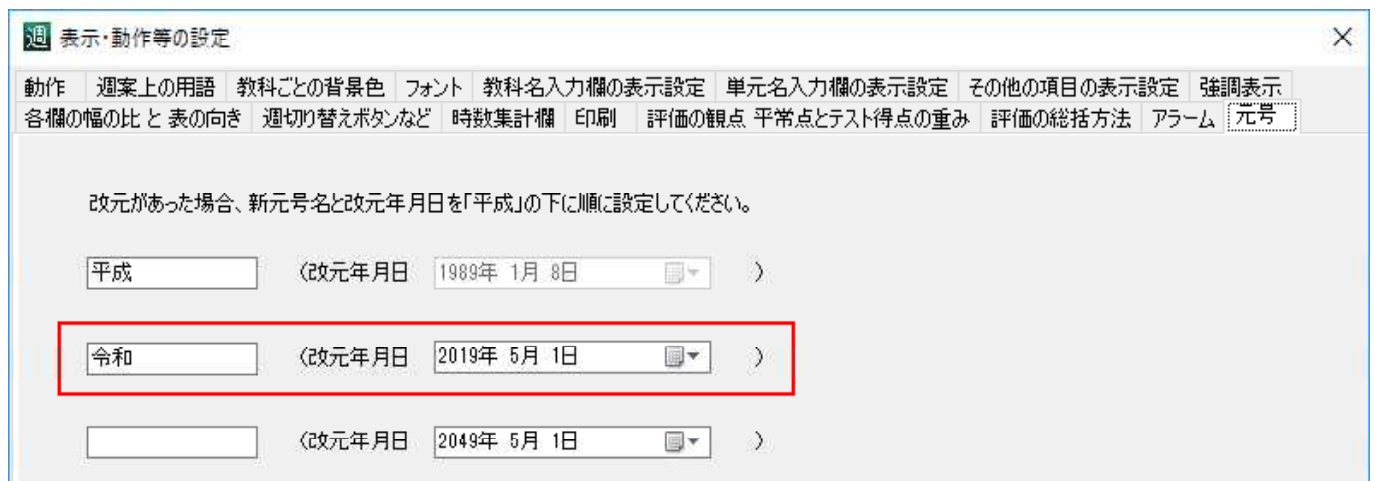 週 表示・動作等の設定
動作 週案上の用語 教科ごとの背景色 フォント 教科名入力欄の表示設定 単元名入力欄の表示設定 その他の項目の表示設定 強調表示
各欄の幅の比 と 表の向き 週切り替えボタンなど 時数集計欄 印刷 評価の観点 平常点とテスト得点の重み 評価の総括方法 アラーム 元号
改元があった場合、新元号名と改元年月日を「平成」の下に順に設定してください。
平成 (改元年月日 1989年 1月 8日 )
令和 (改元年月日 2019年 5月 1日 )
(改元年月日 2049年 5月 1日 )